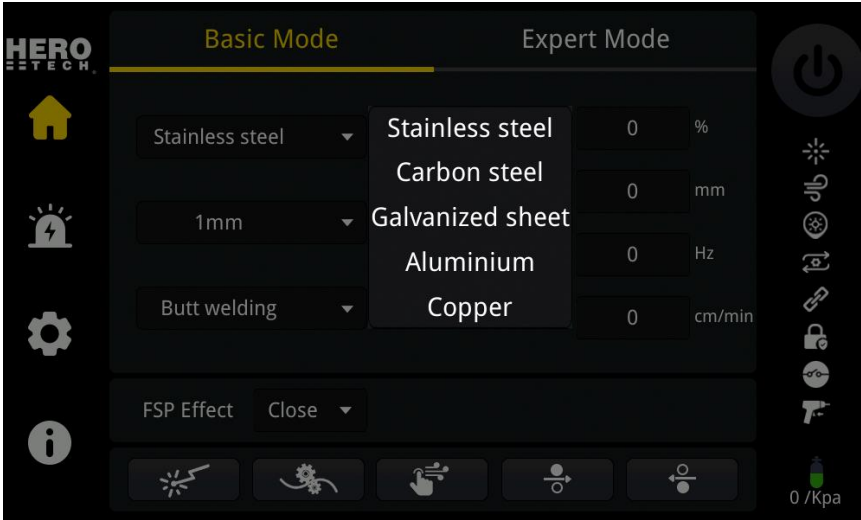 HERO
TECH
Basic Mode
Expert Mode
Stainless steel
1mm
Butt welding
Stainless steel
Carbon steel
Galvanized sheet
Aluminium
Copper
0 %
0 mm
0 Hz
0 cm/min
FSP Effect Close
0 /Kpa